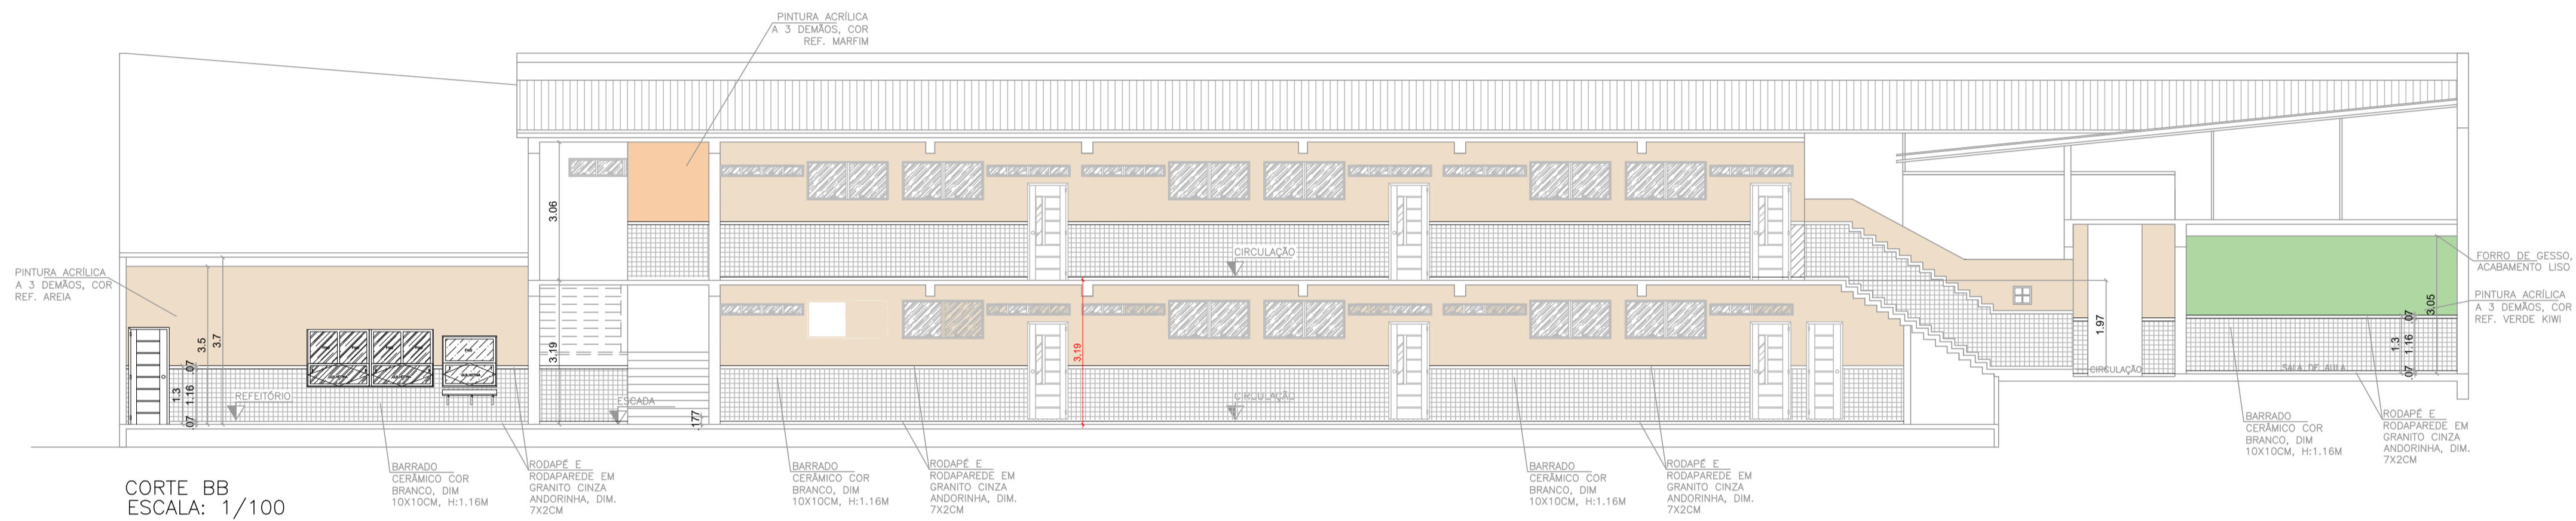 PINTURA ACRÍLICA
A 3 DEMÃOS, COR
REF. MARFIM
3.06
CIRCULAÇÃO
PINTURA ACRÍLICA
A 3 DEMÃOS, COR
REF. AREIA
FORRO DE GESSO,
ACABAMENTO LISO
PINTURA ACRÍLICA
A 3 DEMÃOS, COR
REF. VERDE KIWI
3.5
3.7
3.19
3.19
1.97
3.05
.07
1.3
1.16
.07
.07
1.3
1.16
.07
REFEITÓRIO
ESCADA
.177
CIRCULAÇÃO
CIRCULAÇÃO
SALA DE AULA
BARRADO
CERÂMICO COR
BRANCO, DIM
10X10CM, H:1.16M
RODAPÉ E
RODAPAREDE EM
GRANITO CINZA
ANDORINHA, DIM.
7X2CM
BARRADO
CERÂMICO COR
BRANCO, DIM
10X10CM, H:1.16M
RODAPÉ E
RODAPAREDE EM
GRANITO CINZA
ANDORINHA, DIM.
7X2CM
BARRADO
CERÂMICO COR
BRANCO, DIM
10X10CM, H:1.16M
RODAPÉ E
RODAPAREDE EM
GRANITO CINZA
ANDORINHA, DIM.
7X2CM
BARRADO
CERÂMICO COR
BRANCO, DIM
10X10CM, H:1.16M
RODAPÉ E
RODAPAREDE EM
GRANITO CINZA
ANDORINHA, DIM.
7X2CM
CORTE BB
ESCALA: 1/100